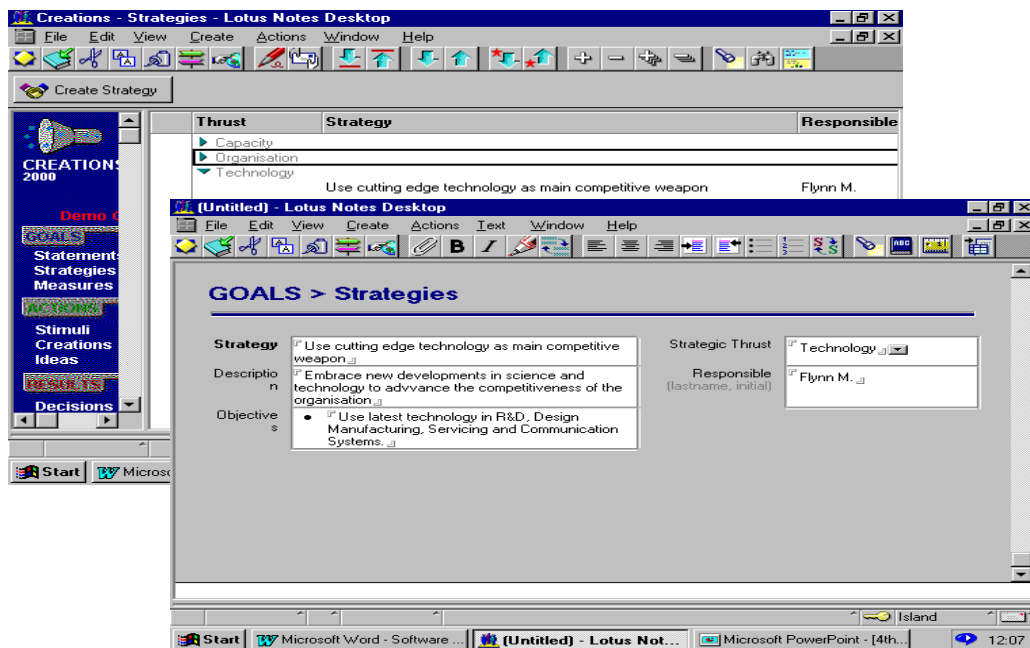 Creations - Strategies - Lotus Notes Desktop
File Edit View Create Actions Window Help
Create Strategy
Thrust Strategy Responsible
Capacity
Organisation
Technology
Use cutting edge technology as main competitive weapon Flynn M.
CREATIONS
2000
Demo
GOALS
Statement
Strategies
Measures
ACTIONS
Stimuli
Creations
Ideas
RESULTS
Decisions
Start Micros
(Untitled) - Lotus Notes Desktop
File Edit View Create Actions Text Window Help
GOALS > Strategies
Strategy Use cutting edge technology as main competitive
weapon
Strategic Thrust Technology
Descriptio
n
Embrace new developments in science and
technology to advvance the competitiveness of the
organisation
Responsible Flynn M.
(lastname, initial)
Objective
s
• Use latest technology in R&D, Design
Manufacturing, Servicing and Communication
Systems.
Island
Start Microsoft Word - Software ... (Untitled) - Lotus Not... Microsoft PowerPoint - [4th... 12:07